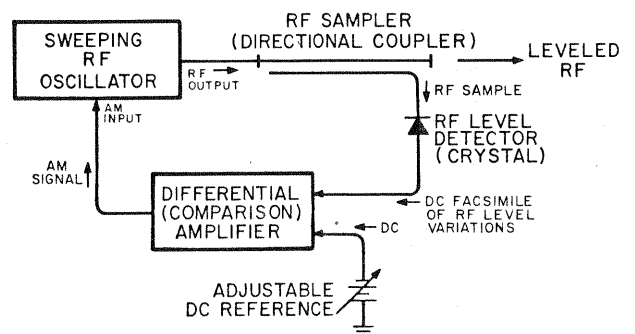 SWEEPING
RF
OSCILLATOR
RF SAMPLER
(DIRECTIONAL COUPLER)
LEVELED
RF
RF
OUTPUT
RF SAMPLE
AM
INPUT
RF LEVEL
DETECTOR
(CRYSTAL)
AM
SIGNAL
DIFFERENTIAL
(COMPARISON)
AMPLIFIER
DC FACSIMILE
OF RF LEVEL
VARIATIONS
DC
ADJUSTABLE
DC REFERENCE